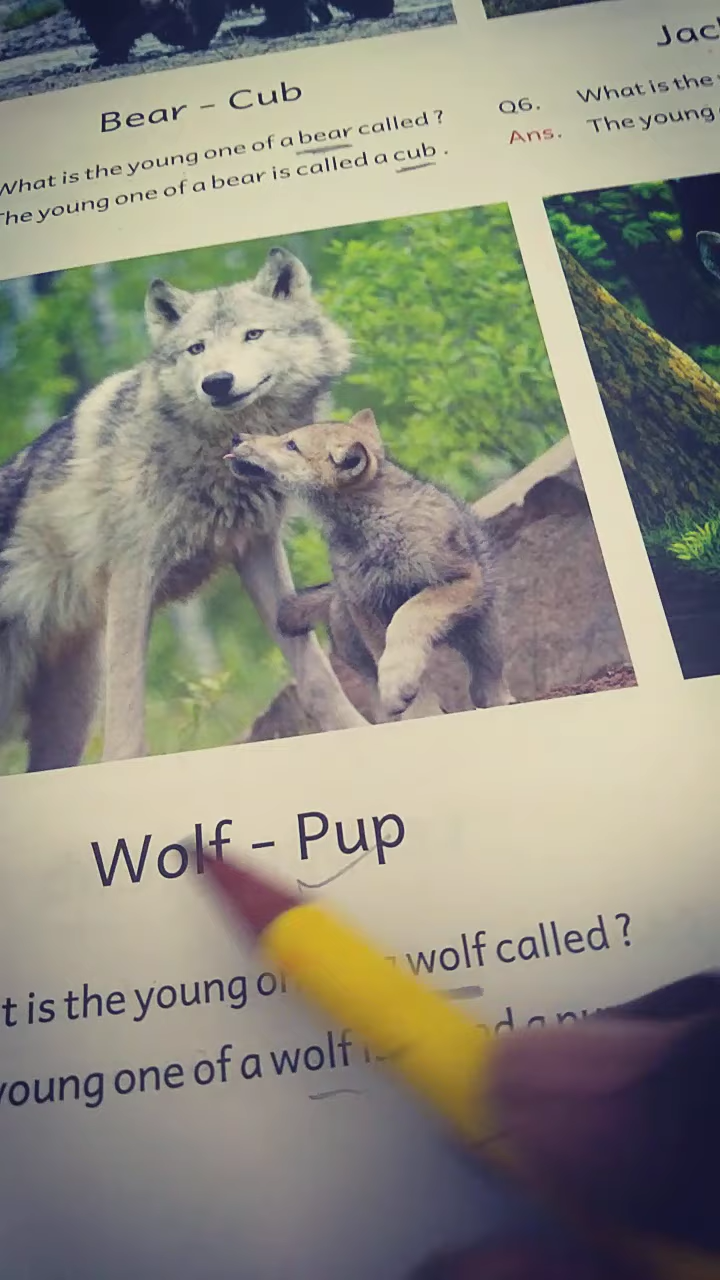 Bear – Cub
What is the young one of a bear called ?
The young one of a bear is called a cub .
Q6. What is the
Ans. The young
Wolf – Pup
t is the young wolf called ?
young one of a wolf